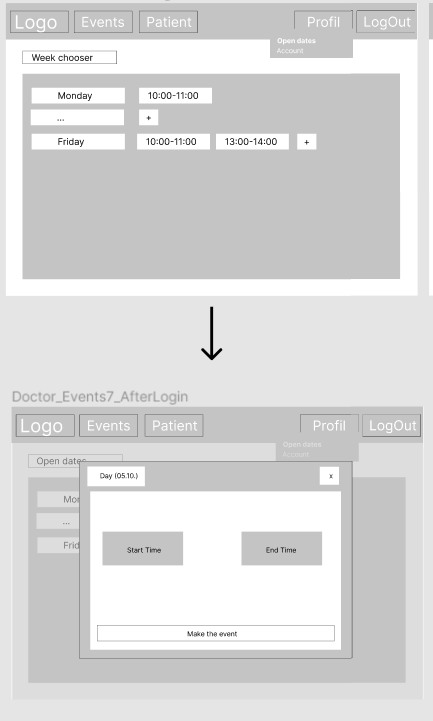 Logo Events Patient Profil LogOut
Open dates
Account
Week chooser
Monday 10:00-11:00
... +
Friday 10:00-11:00 13:00-14:00 +
Doctor_Events7_AfterLogin
Logo Events Patient Profil LogOut
Open dates
Account
Open dates
Day (05.10.) x
Mon
...
Frid
Start Time End Time
Make the event